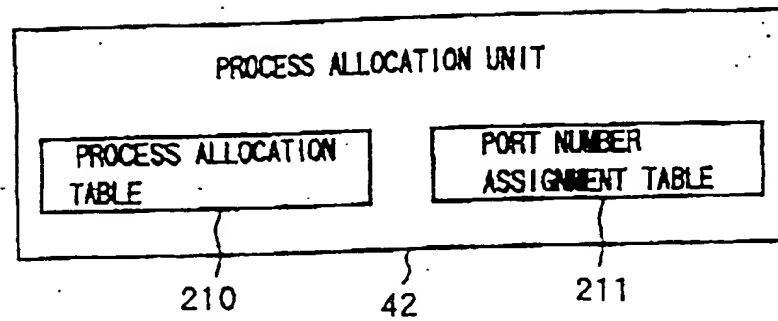 PROCESS ALLOCATION UNIT
PROCESS ALLOCATION
TABLE
PORT NUMBER
ASSIGNMENT TABLE
210
42
211